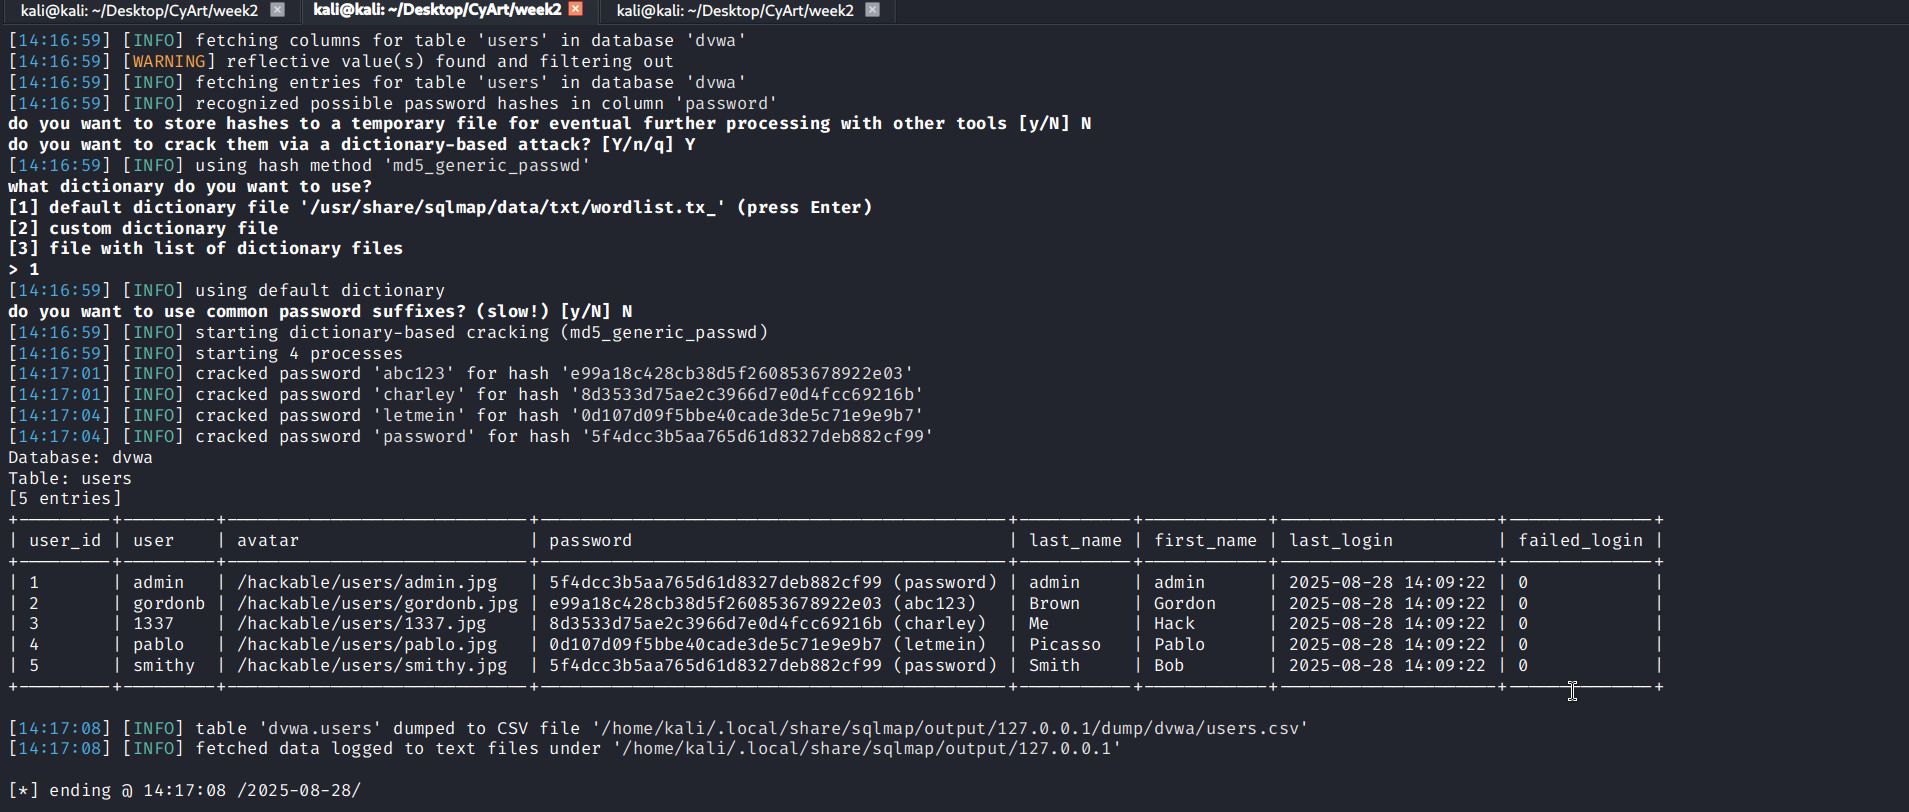 kali@kali: ~/Desktop/CyArt/week2 kali@kali: ~/Desktop/CyArt/week2 kali@kali: ~/Desktop/CyArt/week2
[14:16:59] [INFO] fetching columns for table 'users' in database 'dvwa'
[14:16:59] [WARNING] reflective value(s) found and filtering out
[14:16:59] [INFO] fetching entries for table 'users' in database 'dvwa'
[14:16:59] [INFO] recognized possible password hashes in column 'password'
do you want to store hashes to a temporary file for eventual further processing with other tools [y/N] N
do you want to crack them via a dictionary-based attack? [Y/n/q] Y
[14:16:59] [INFO] using hash method 'md5_generic_passwd'
what dictionary do you want to use?
[1] default dictionary file '/usr/share/sqlmap/data/txt/wordlist.tx_' (press Enter)
[2] custom dictionary file
[3] file with list of dictionary files
> 1
[14:16:59] [INFO] using default dictionary
do you want to use common password suffixes? (slow!) [y/N] N
[14:16:59] [INFO] starting dictionary-based cracking (md5_generic_passwd)
[14:16:59] [INFO] starting 4 processes
[14:17:01] [INFO] cracked password 'abc123' for hash 'e99a18c428cb38d5f260853678922e03'
[14:17:01] [INFO] cracked password 'charley' for hash '8d3533d75ae2c3966d7e0d4fcc69216b'
[14:17:04] [INFO] cracked password 'letmein' for hash '0d107d09f5bbe40cade3de5c71e9e9b7'
[14:17:04] [INFO] cracked password 'password' for hash '5f4dcc3b5aa765d61d8327deb882cf99'
Database: dvwa
Table: users
[5 entries]
| user_id | user | avatar | password | last_name | first_name | last_login | failed_login |
| 1 | admin | /hackable/users/admin.jpg | 5f4dcc3b5aa765d61d8327deb882cf99 (password) | admin | admin | 2025-08-28 14:09:22 | 0 |
| 2 | gordonb | /hackable/users/gordonb.jpg | e99a18c428cb38d5f260853678922e03 (abc123) | Brown | Gordon | 2025-08-28 14:09:22 | 0 |
| 3 | 1337 | /hackable/users/1337.jpg | 8d3533d75ae2c3966d7e0d4fcc69216b (charley) | Me | Hack | 2025-08-28 14:09:22 | 0 |
| 4 | pablo | /hackable/users/pablo.jpg | 0d107d09f5bbe40cade3de5c71e9e9b7 (letmein) | Picasso | Pablo | 2025-08-28 14:09:22 | 0 |
| 5 | smithy | /hackable/users/smithy.jpg | 5f4dcc3b5aa765d61d8327deb882cf99 (password) | Smith | Bob | 2025-08-28 14:09:22 | 0 |
[14:17:08] [INFO] table 'dvwa.users' dumped to CSV file '/home/kali/.local/share/sqlmap/output/127.0.0.1/dump/dvwa/users.csv'
[14:17:08] [INFO] fetched data logged to text files under '/home/kali/.local/share/sqlmap/output/127.0.0.1'
[*] ending @ 14:17:08 /2025-08-28/